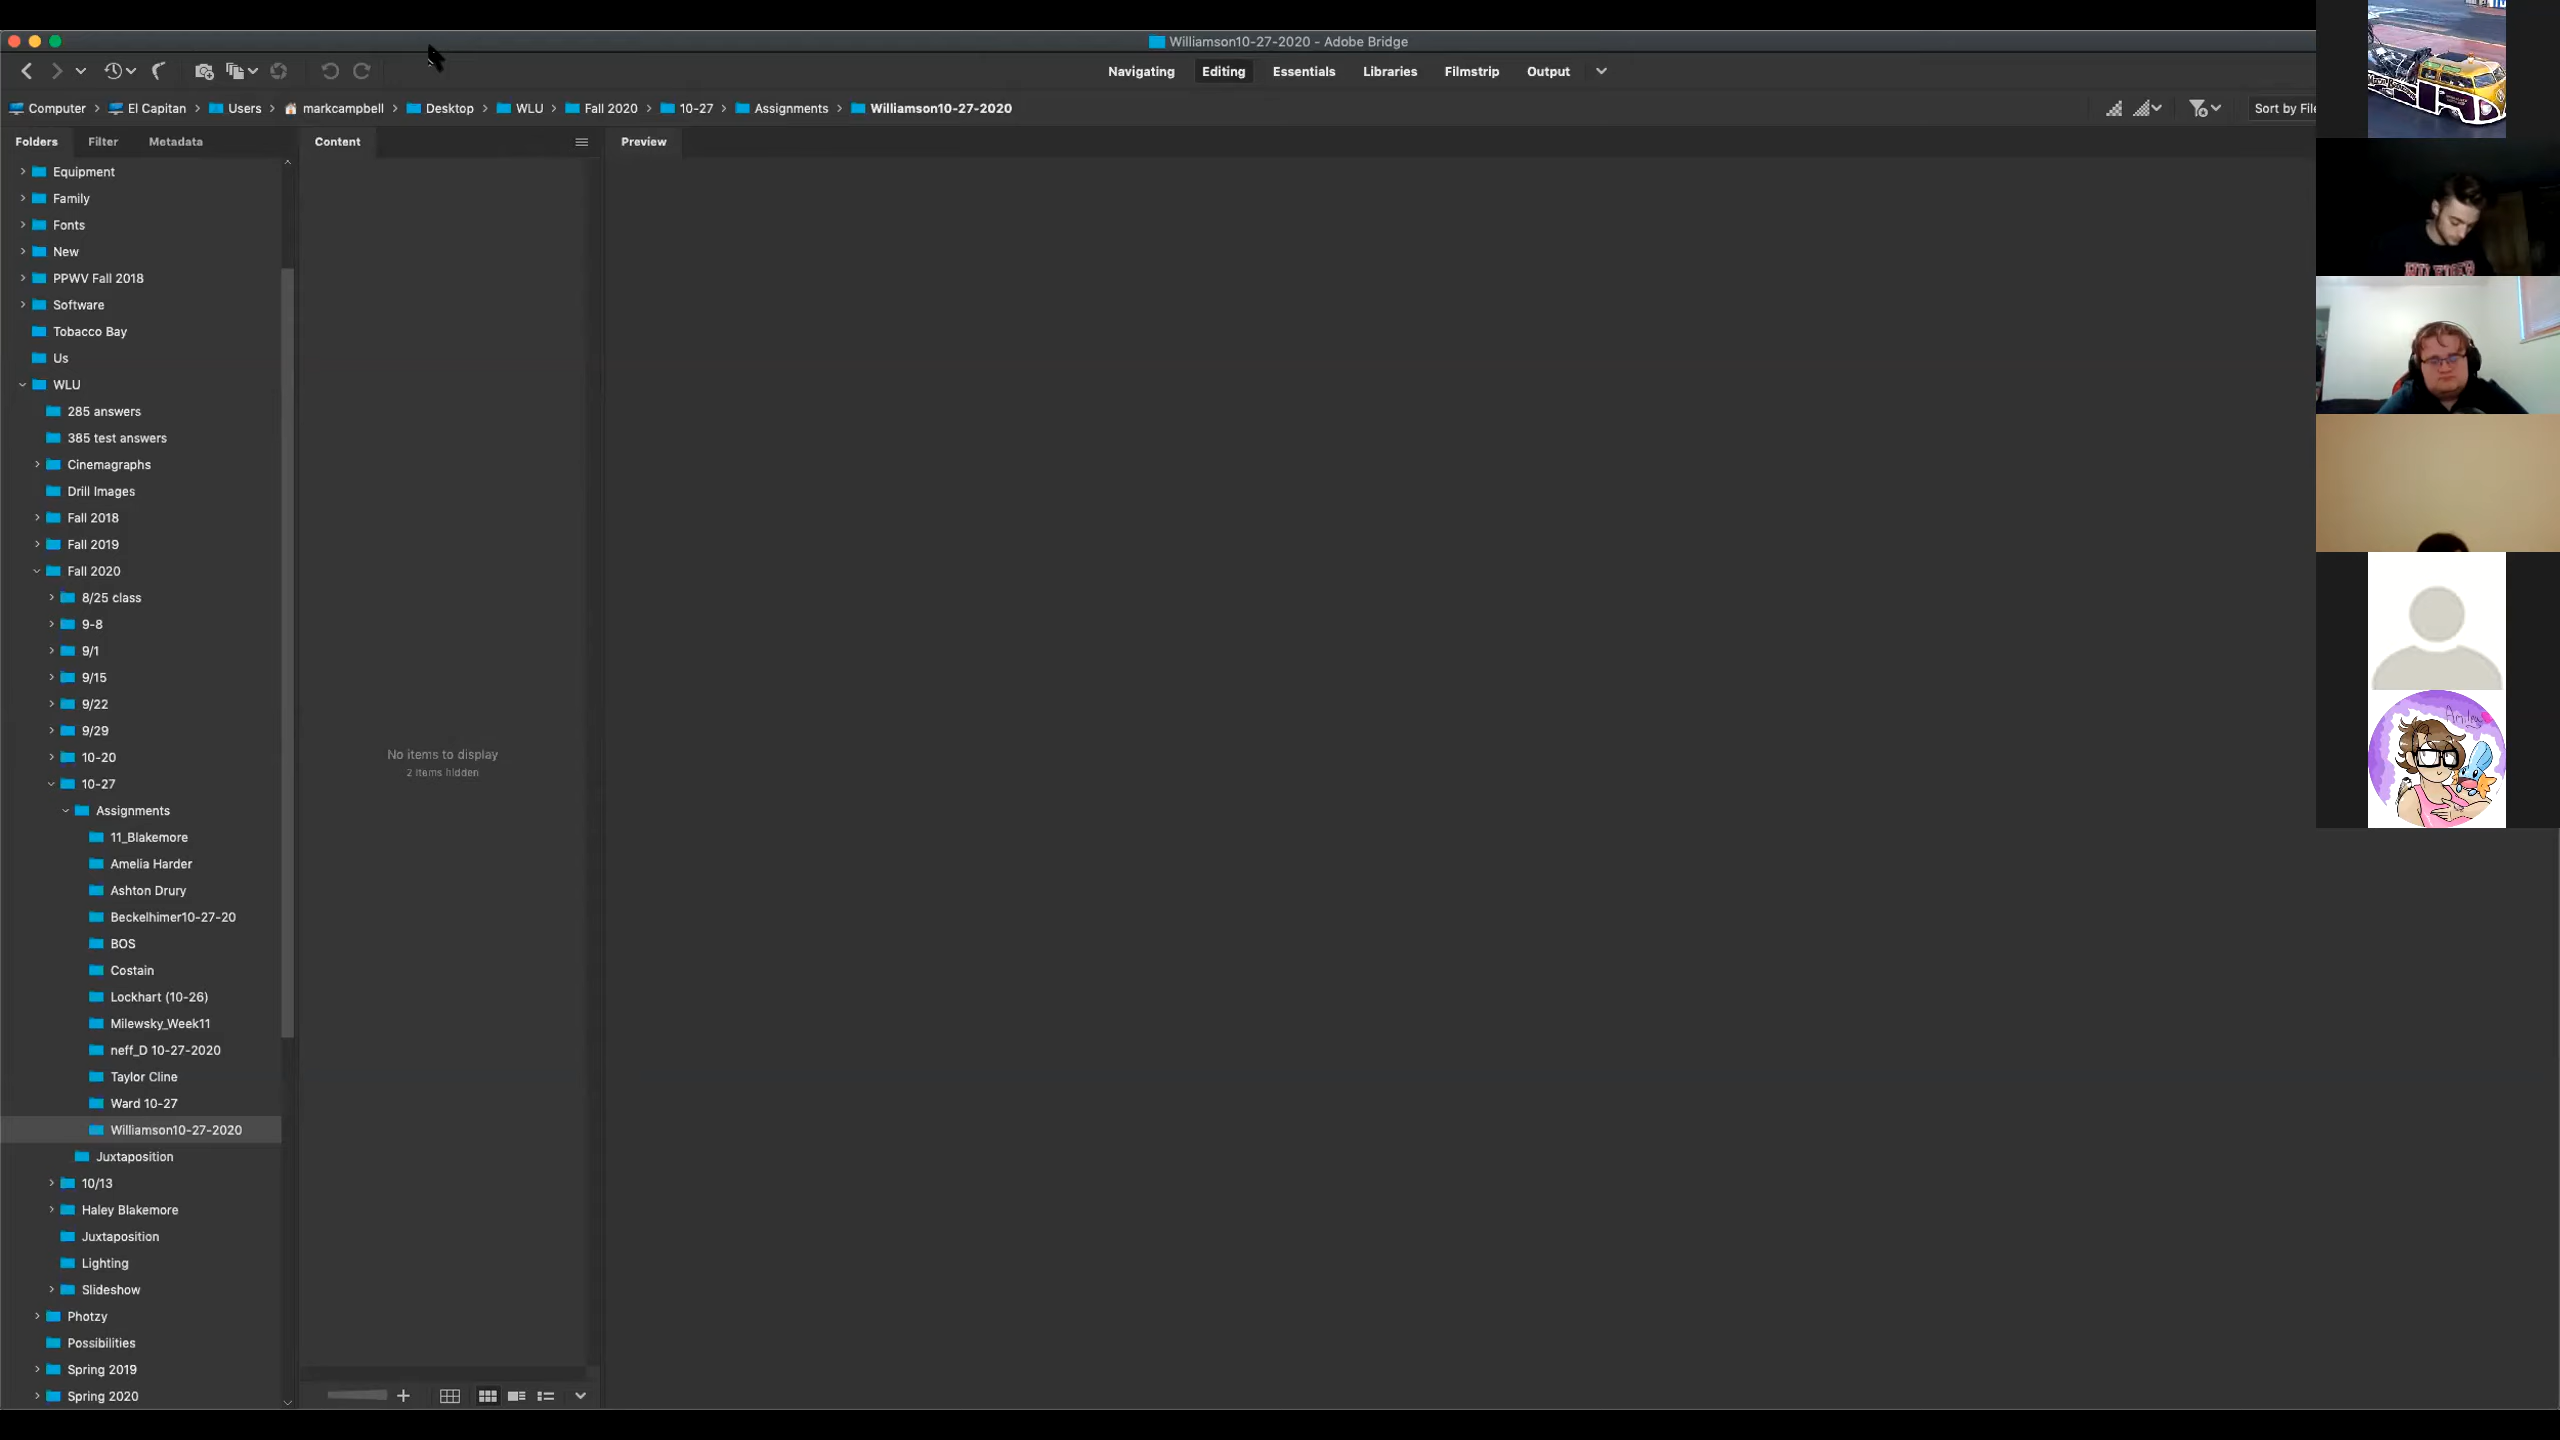 Williamson10-27-2020 - Adobe Bridge
Navigating Editing Essentials Libraries Filmstrip Output
Computer El Capitan Users markcampbell Desktop WLU Fall 2020 10-27 Assignments Williamson10-27-2020
Sort by File
Folders Filter Metadata Content Preview
Equipment
Family
Fonts
New
PPWV Fall 2018
Software
Tobacco Bay
Us
WLU
285 answers
385 test answers
Cinemagraphs
Drill Images
Fall 2018
Fall 2019
Fall 2020
8/25 class
9-8
9/1
9/15
9/22
9/29
10-20
10-27
Assignments
11_Blakemore
Amelia Harder
Ashton Drury
Beckelhimer10-27-20
BOS
Costain
Lockhart (10-26)
Milewsky_Week11
neff_D 10-27-2020
Taylor Cline
Ward 10-27
Williamson10-27-2020
Juxtaposition
10/13
Haley Blakemore
Juxtaposition
Lighting
Slideshow
Photzy
Possibilities
Spring 2019
Spring 2020
No items to display
2 items hidden